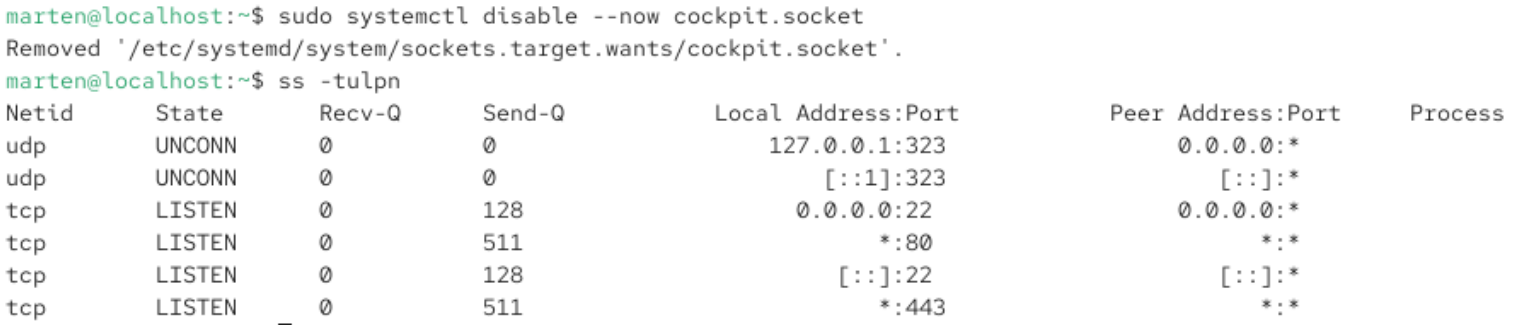 marten@localhost:~$ sudo systemctl disable --now cockpit.socket
Removed '/etc/systemd/system/sockets.target.wants/cockpit.socket'.
marten@localhost:~$ ss -tulpn
Netid State Recv-Q Send-Q Local Address:Port Peer Address:Port Process
udp UNCONN 0 0 127.0.0.1:323 0.0.0.0:*
udp UNCONN 0 0 [::1]:323 [::]:*
tcp LISTEN 0 128 0.0.0.0:22 0.0.0.0:*
tcp LISTEN 0 511 *:80 *:*
tcp LISTEN 0 128 [::]:22 [::]:*
tcp LISTEN 0 511 *:443 *:*